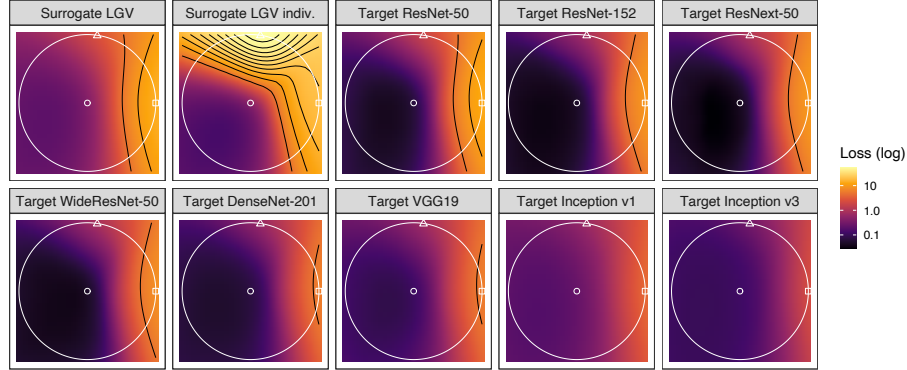 Surrogate LGV
Surrogate LGV indiv.
Target ResNet-50
Target ResNet-152
Target ResNext-50
Loss (log)
10
1.0
0.1
Target WideResNet-50
Target DenseNet-201
Target VGG19
Target Inception v1
Target Inception v3